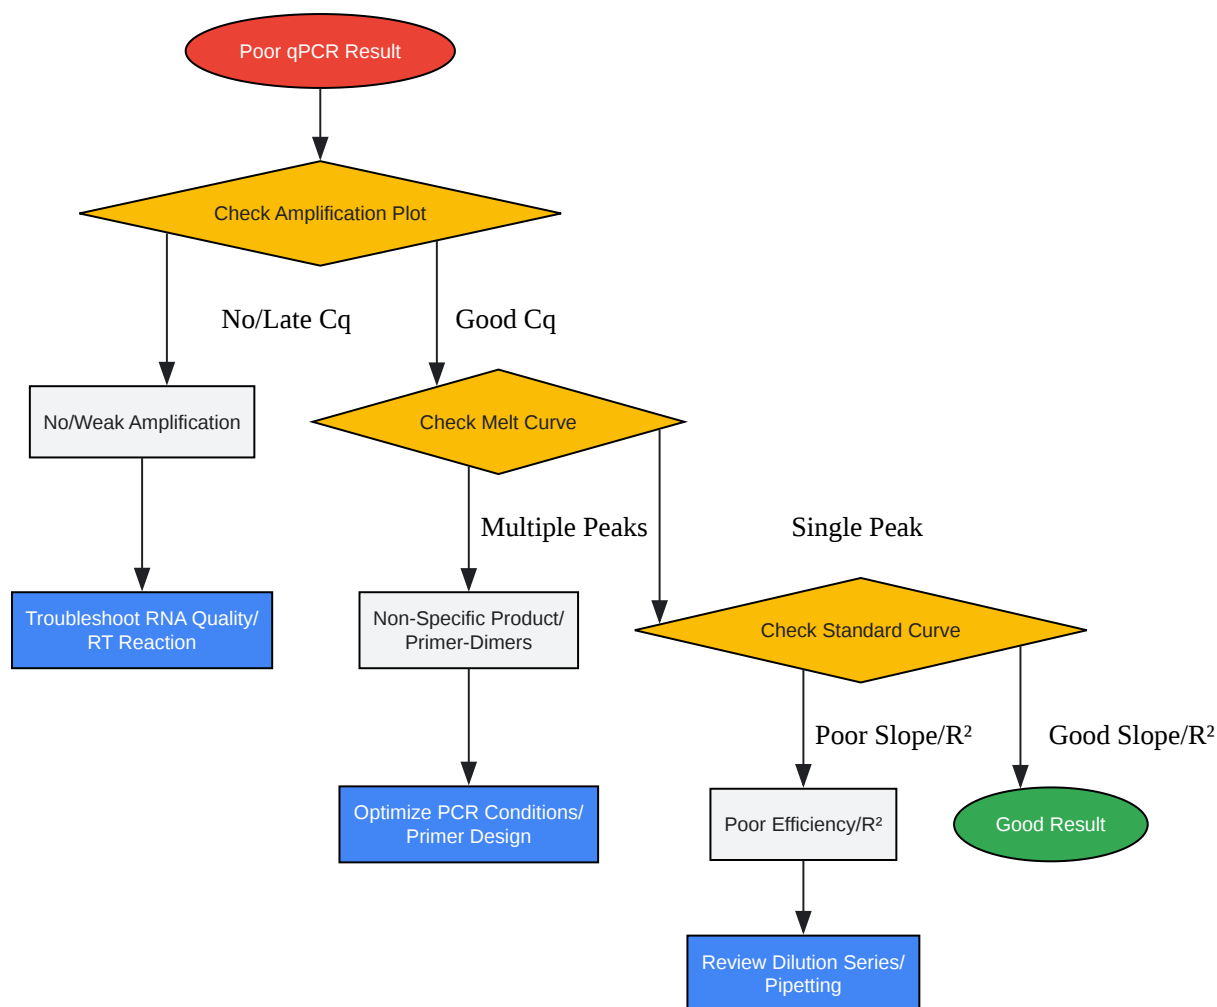 Poor qPCR Result
Check Amplification Plot
No/Late Cq
Good Cq
No/Weak Amplification
Check Melt Curve
Multiple Peaks
Single Peak
Troubleshoot RNA Quality/
RT Reaction
Non-Specific Product/
Primer-Dimers
Check Standard Curve
Poor Slope/R²
Good Slope/R²
Optimize PCR Conditions/
Primer Design
Poor Efficiency/R²
Good Result
Review Dilution Series/
Pipetting